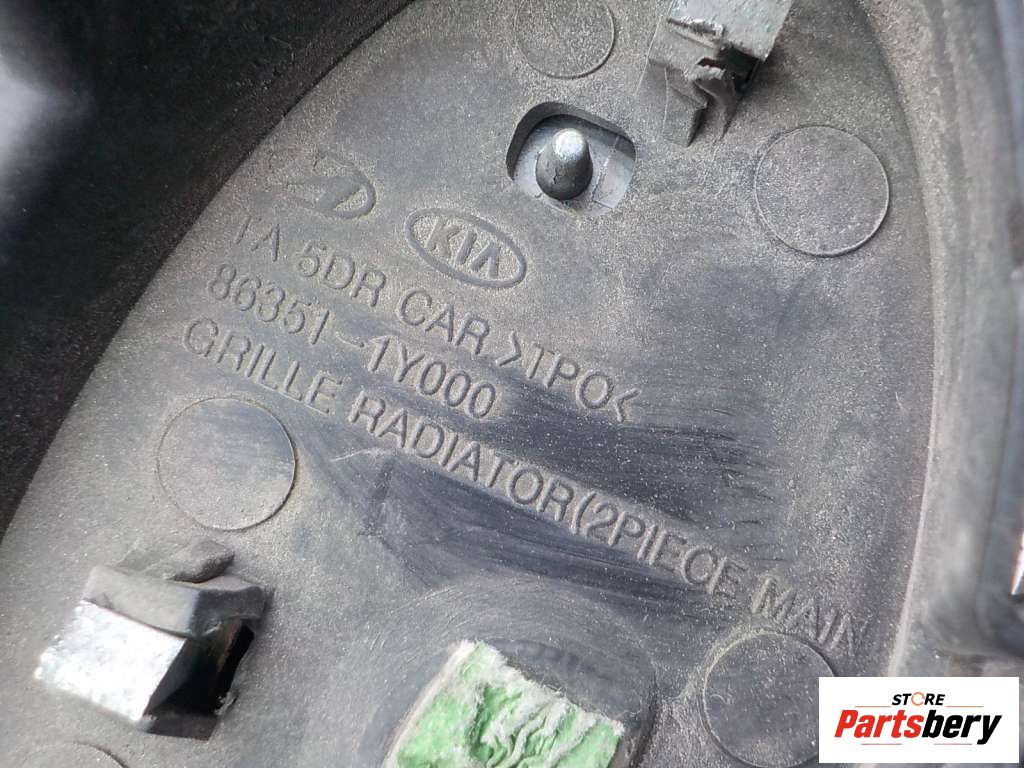 KIA
TA 5DR CAR >TPO<
86351-1Y000
GRILLE RADIATOR(2PIECE MAIN
STORE
Partsbery